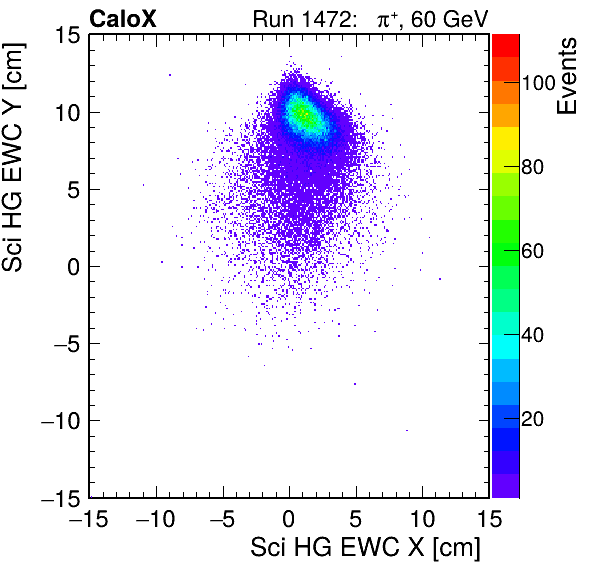 CaloX Run 1472: π⁺, 60 GeV
Sci HG EWC Y [cm]
15
10
5
0
−5
−10
−15
−15 −10 −5 0 5 10 15
Sci HG EWC X [cm]
Events
100
80
60
40
20